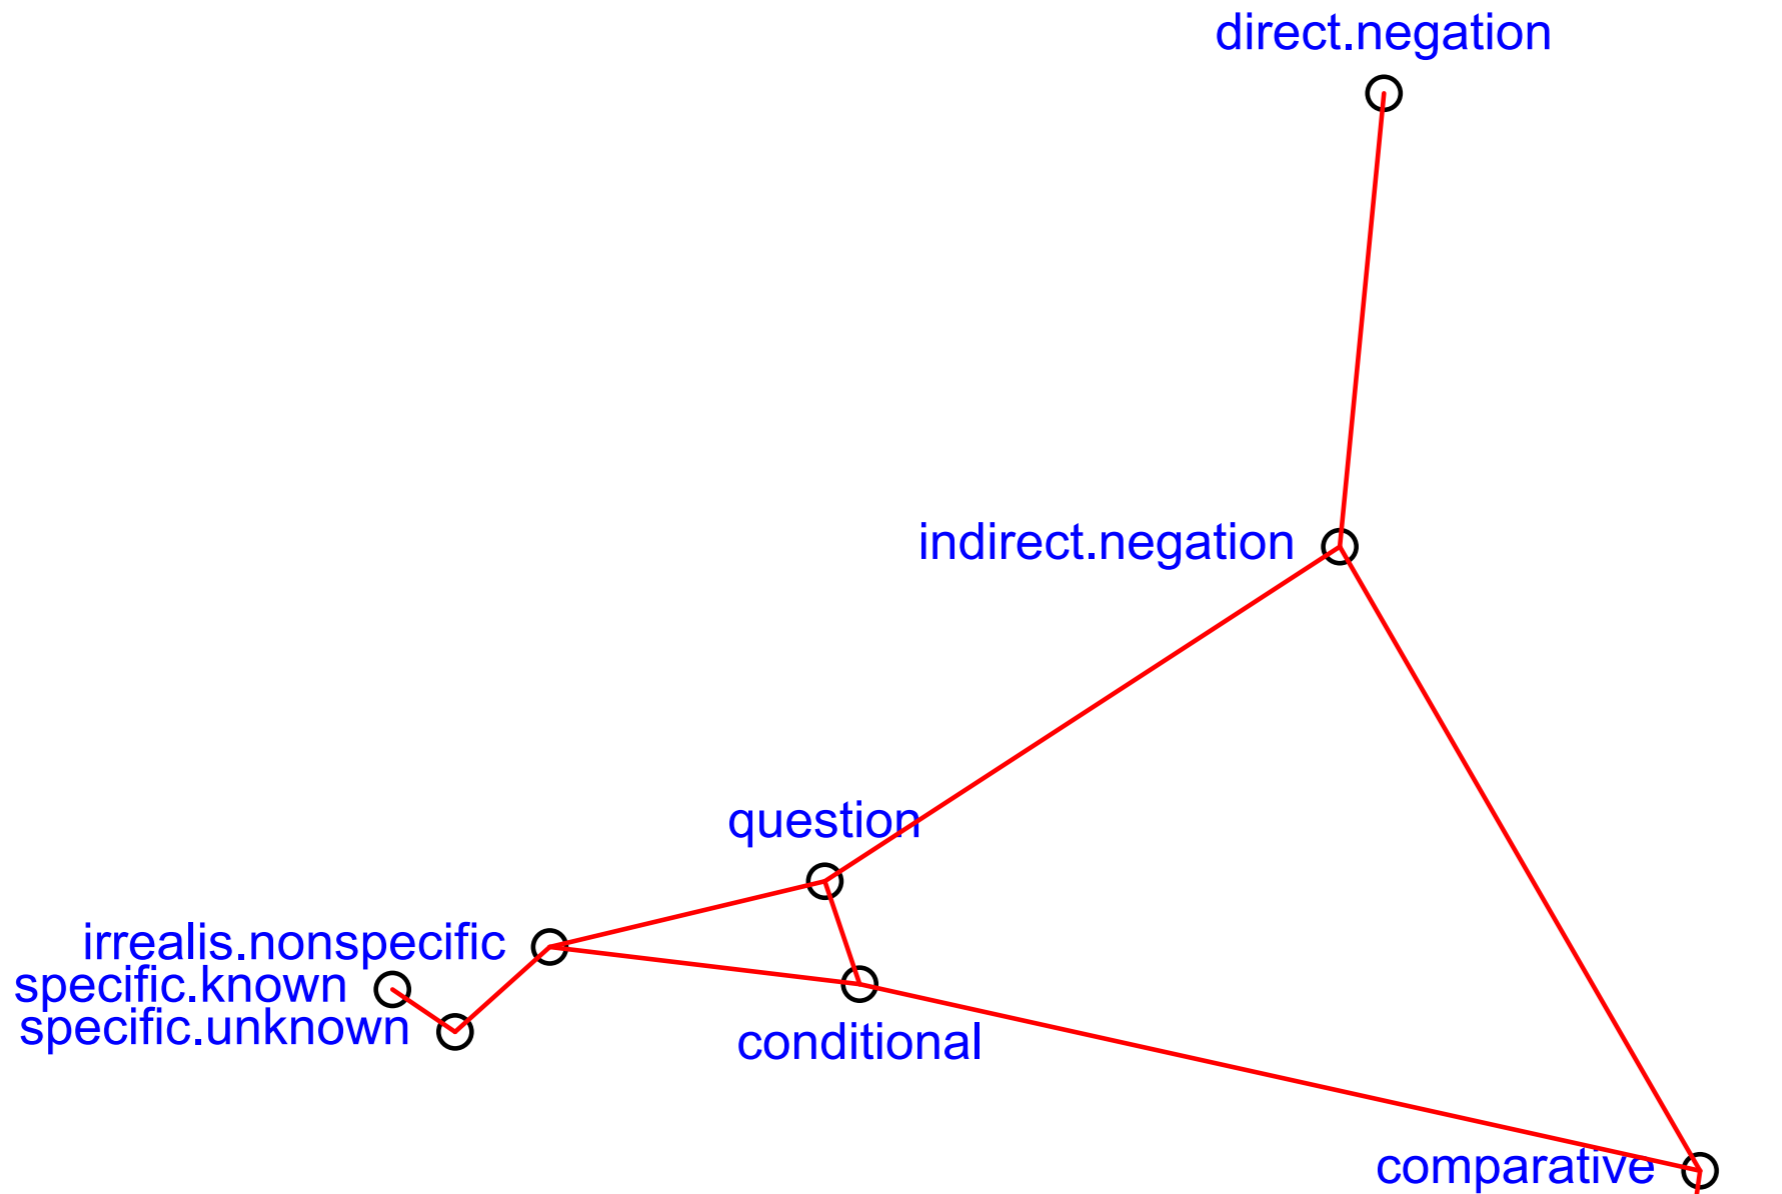 direct.negation
indirect.negation
question
irrealis.nonspecific
specific.known
specific.unknown
conditional
comparative